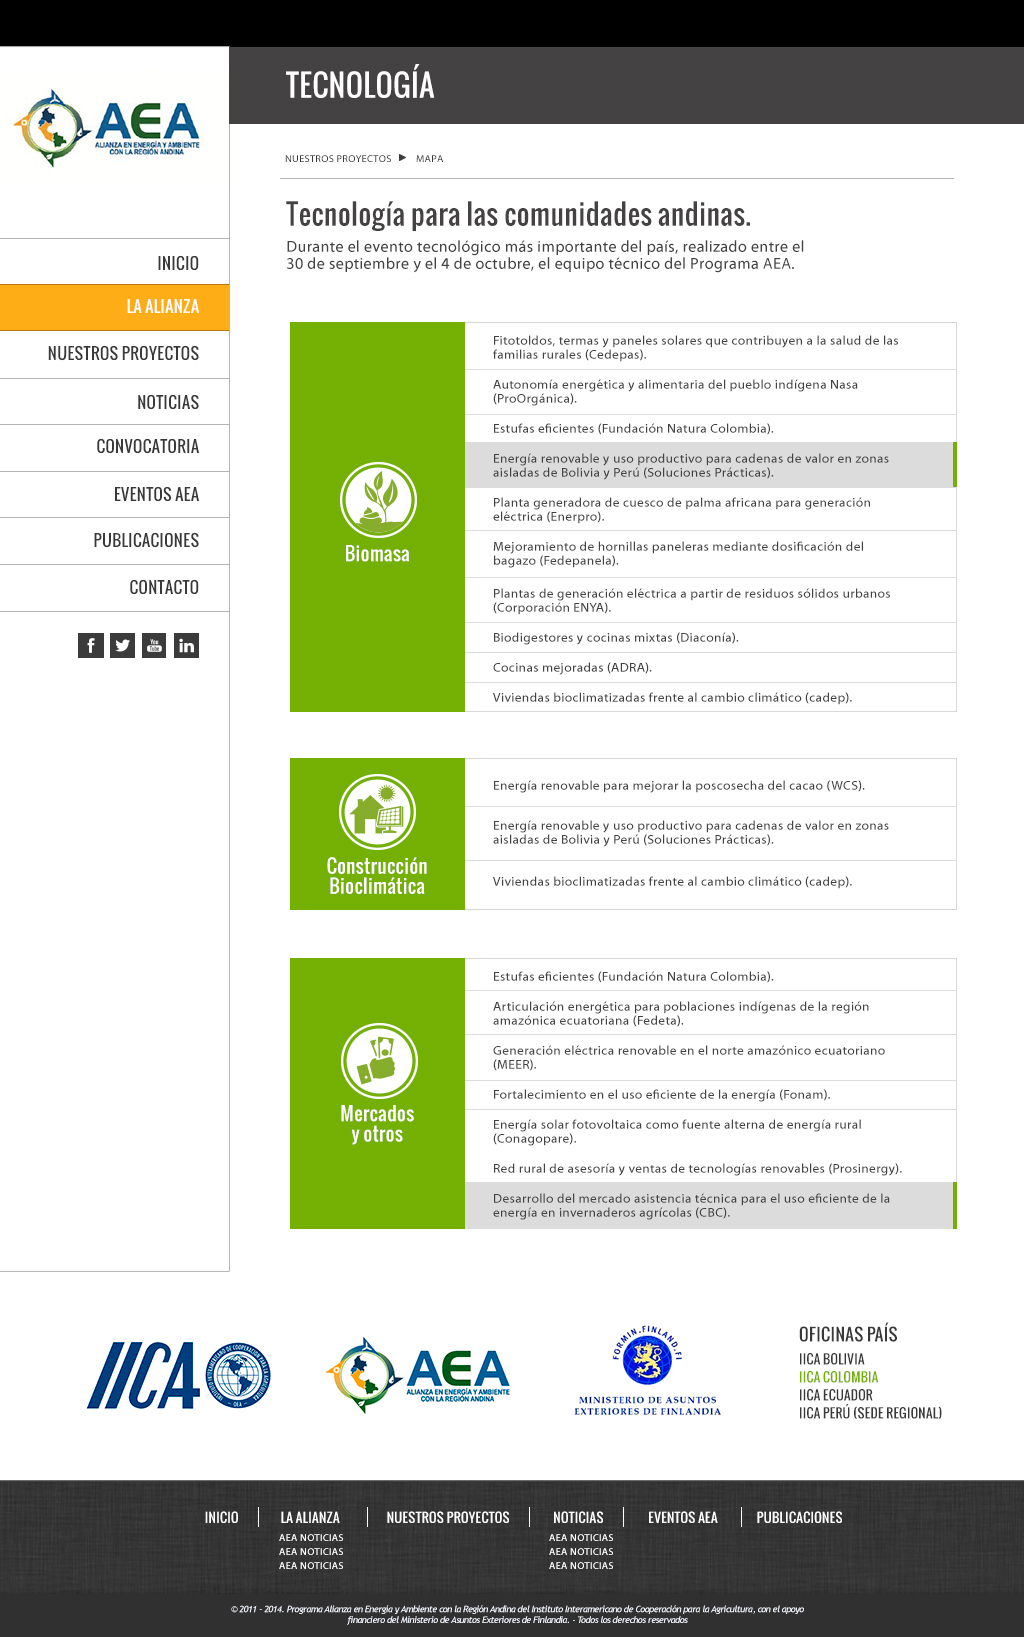 TECNOLOGÍA
AEA
ALIANZA EN ENERGÍA Y AMBIENTE
CON LA REGIÓN ANDINA
NUESTROS PROYECTOS ► MAPA
Tecnología para las comunidades andinas.
Durante el evento tecnológico más importante del país, realizado entre el
30 de septiembre y el 4 de octubre, el equipo técnico del Programa AEA.
INICIO
LA ALIANZA
NUESTROS PROYECTOS
NOTICIAS
CONVOCATORIA
EVENTOS AEA
PUBLICACIONES
CONTACTO
f
You
Tube
in
Biomasa
Fitotoldos, termas y paneles solares que contribuyen a la salud de las
familias rurales (Cedepas).
Autonomía energética y alimentaria del pueblo indígena Nasa
(ProOrgánica).
Estufas eficientes (Fundación Natura Colombia).
Energía renovable y uso productivo para cadenas de valor en zonas
aisladas de Bolivia y Perú (Soluciones Prácticas).
Planta generadora de cuesco de palma africana para generación
eléctrica (Enerpro).
Mejoramiento de hornillas paneleras mediante dosificación del
bagazo (Fedepanela).
Plantas de generación eléctrica a partir de residuos sólidos urbanos
(Corporación ENYA).
Biodigestores y cocinas mixtas (Diaconía).
Cocinas mejoradas (ADRA).
Viviendas bioclimatizadas frente al cambio climático (cadep).
Construcción
Bioclimática
Energía renovable para mejorar la poscosecha del cacao (WCS).
Energía renovable y uso productivo para cadenas de valor en zonas
aisladas de Bolivia y Perú (Soluciones Prácticas).
Viviendas bioclimatizadas frente al cambio climático (cadep).
Mercados
y otros
Estufas eficientes (Fundación Natura Colombia).
Articulación energética para poblaciones indígenas de la región
amazónica ecuatoriana (Fedeta).
Generación eléctrica renovable en el norte amazónico ecuatoriano
(MEER).
Fortalecimiento en el uso eficiente de la energía (Fonam).
Energía solar fotovoltaica como fuente alterna de energía rural
(Conagopare).
Red rural de asesoría y ventas de tecnologías renovables (Prosinergy).
Desarrollo del mercado asistencia técnica para el uso eficiente de la
energía en invernaderos agrícolas (CBC).
IICA
INSTITUTO INTERAMERICANO DE COOPERACION PARA LA AGRICULTURA
OEA
AEA
ALIANZA EN ENERGÍA Y AMBIENTE
CON LA REGIÓN ANDINA
FORMIN.FINLAND.FI
MINISTERIO DE ASUNTOS
EXTERIORES DE FINLANDIA
OFICINAS PAÍS
IICA BOLIVIA
IICA COLOMBIA
IICA ECUADOR
IICA PERÚ (SEDE REGIONAL)
INICIO LA ALIANZA NUESTROS PROYECTOS NOTICIAS EVENTOS AEA PUBLICACIONES
AEA NOTICIAS AEA NOTICIAS
AEA NOTICIAS AEA NOTICIAS
AEA NOTICIAS AEA NOTICIAS
© 2011 - 2014. Programa Alianza en Energía y Ambiente con la Región Andina del Instituto Interamericano de Cooperación para la Agricultura, con el apoyo
financiero del Ministerio de Asuntos Exteriores de Finlandia. - Todos los derechos reservados